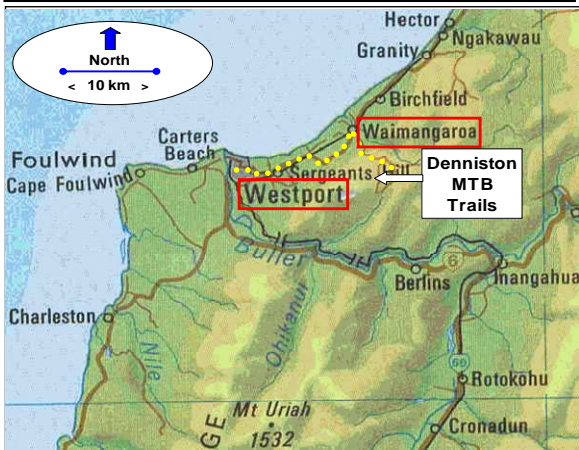 Hector
Ngakawau
Granity
North
< 10 km >
Birchfield
Waimangaroa
Carters
Beach
Foulwind
Cape Foulwind
Sergeants Hill
Denniston
MTB
Trails
Westport
Buller
6
Berlins
Inangahua
Charleston
Nile
Ohikanui
69
Rotokohu
Mt Uriah
1532
GE
Cronadun